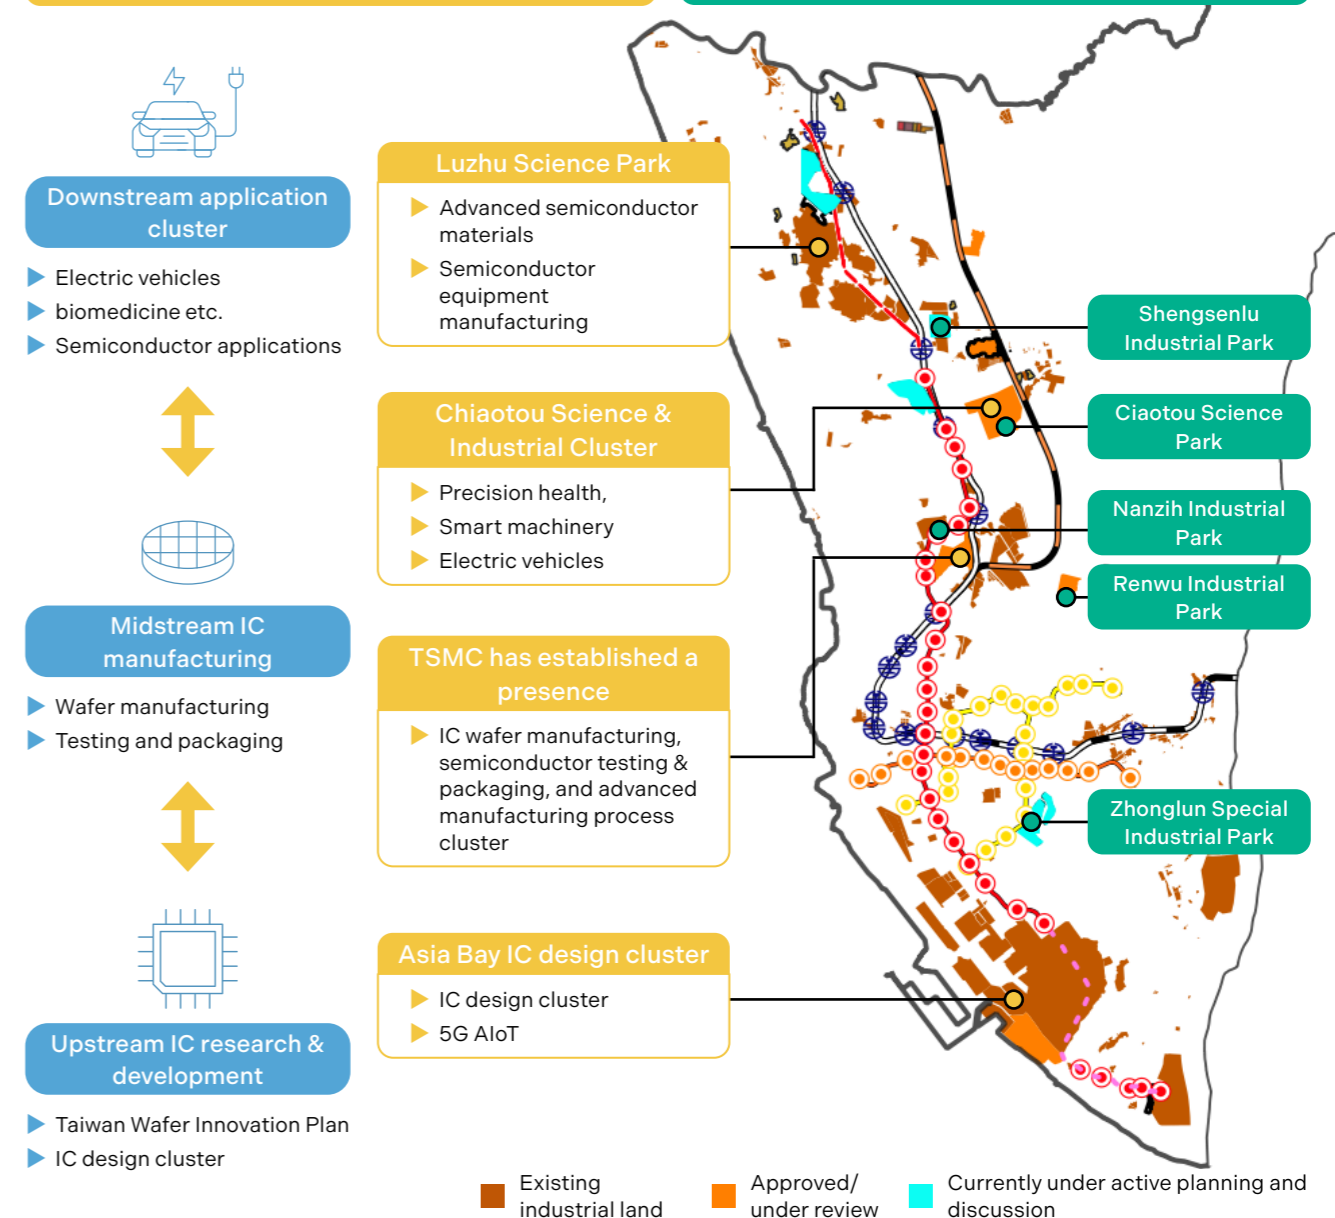 Downstream application
cluster
Electric vehicles
biomedicine etc.
Semiconductor applications
Midstream IC
manufacturing
Wafer manufacturing
Testing and packaging
Upstream IC research &
development
Taiwan Wafer Innovation Plan
IC design cluster
Luzhu Science Park
Advanced semiconductor
materials
Semiconductor
equipment
manufacturing
Chiaotou Science &
Industrial Cluster
Precision health,
Smart machinery
Electric vehicles
TSMC has established a
presence
IC wafer manufacturing,
semiconductor testing &
packaging, and advanced
manufacturing process
cluster
Asia Bay IC design cluster
IC design cluster
5G AIoT
Shengsenlu
Industrial Park
Ciaotou Science
Park
Nanzih Industrial
Park
Renwu Industrial
Park
Zhonglun Special
Industrial Park
Existing
industrial land
Approved/
under review
Currently under active planning and
discussion